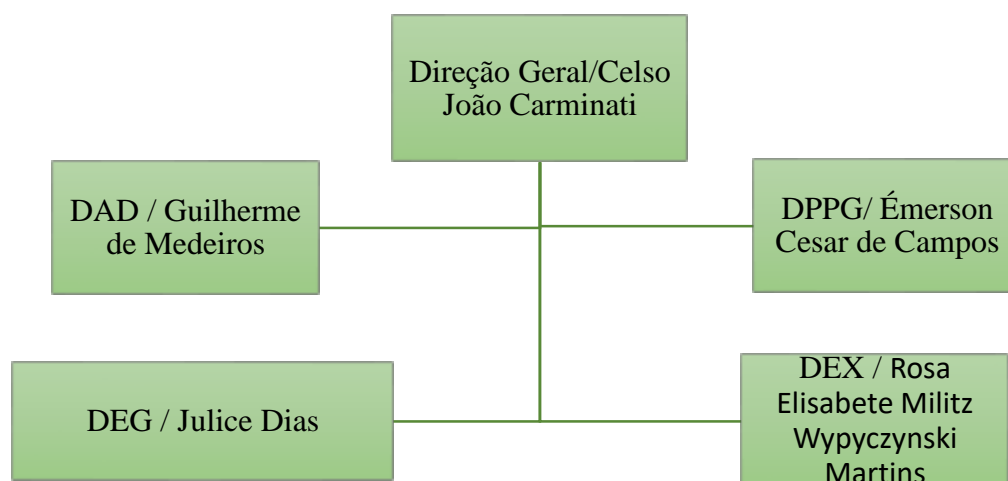 Direção Geral/Celso
João Carminati
DAD / Guilherme
de Medeiros
DPPG/ Émerson
Cesar de Campos
DEG / Julice Dias
DEX / Rosa
Elisabete Militz
Wypyczynski
Martins